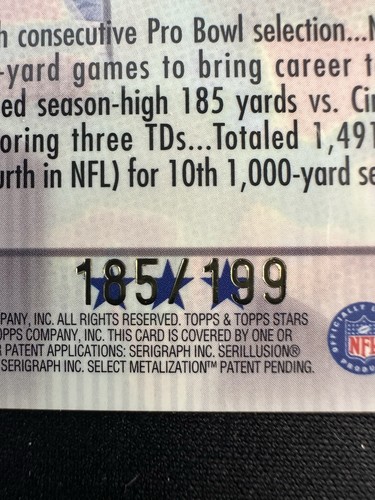 consecutive Pro Bowl selection...
-yard games to bring career
ed season-high 185 yards vs.
oring three TDs...Totaled 1,491
urth in NFL) for 10th 1,000-yard
185/199
PANY, INC. ALL RIGHTS RESERVED. TOPPS & TOPPS STARS
OPPS COMPANY, INC. THIS CARD IS COVERED BY ONE OR
PATENT APPLICATIONS: SERIGRAPH INC. SERILLUSION®
SERIGRAPH INC. SELECT METALIZATION™ PATENT PENDING.
OFFICIALLY
NFL